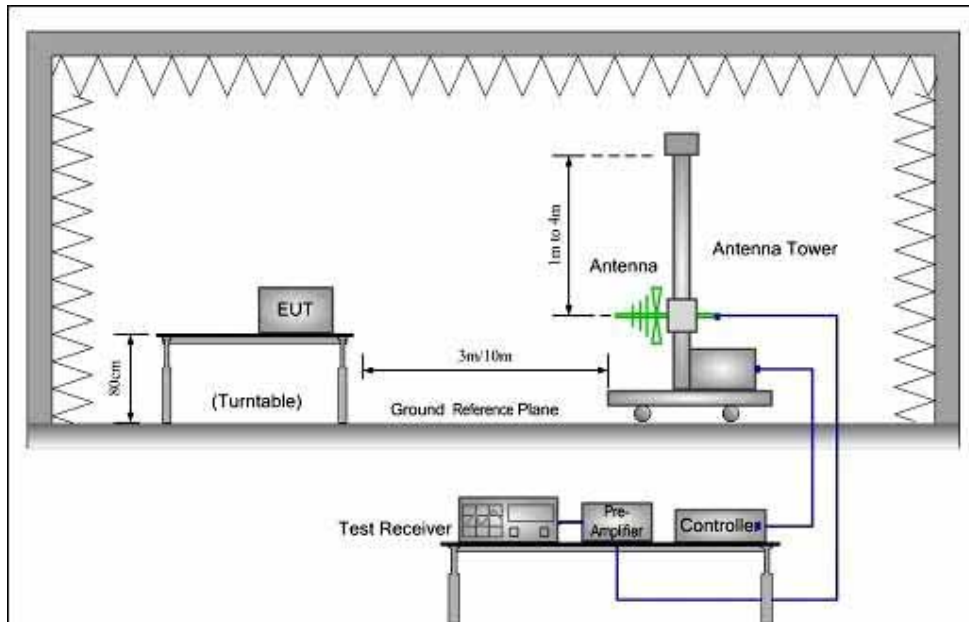 1m to 4m
Antenna
Antenna Tower
EUT
80cm
3m/10m
(Turntable)
Ground Reference Plane
Test Receiver
Pre-
Amplifier
Controller